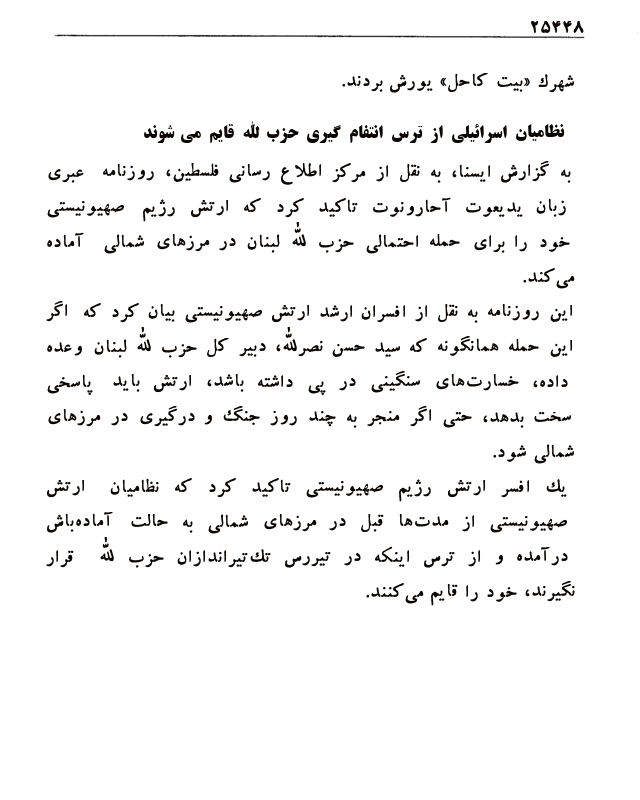 ۲۵۴۴۸
شهرك «بیت کاحل» یورش بردند.
نظامیان اسرائیلی از ترس انتقام گیری حزب لله قایم می شوند
به گزارش ایسنا، به نقل از مرکز اطلاع رسانی فلسطین، روزنامه عبری
زبان یدیعوت آحارونوت تاکید کرد که ارتش رژیم صهیونیستی
خود را برای حمله احتمالی حزب لله لبنان در مرزهای شمالی آماده
می‌کند.
این روزنامه به نقل از افسران ارشد ارتش صهیونیستی بیان کرد که اگر
این حمله همانگونه که سید حسن نصرلله، دبیر کل حزب لله لبنان وعده
داده، خسارت‌های سنگینی در پی داشته باشد، ارتش باید پاسخی
سخت بدهد، حتی اگر منجر به چند روز جنگ و درگیری در مرزهای
شمالی شود.
یك افسر ارتش رژیم صهیونیستی تاکید کرد که نظامیان ارتش
صهیونیستی از مدت‌ها قبل در مرزهای شمالی به حالت آماده‌باش
درآمده و از ترس اینکه در تیررس تك‌تیراندازان حزب لله قرار
نگیرند، خود را قایم می‌کنند.